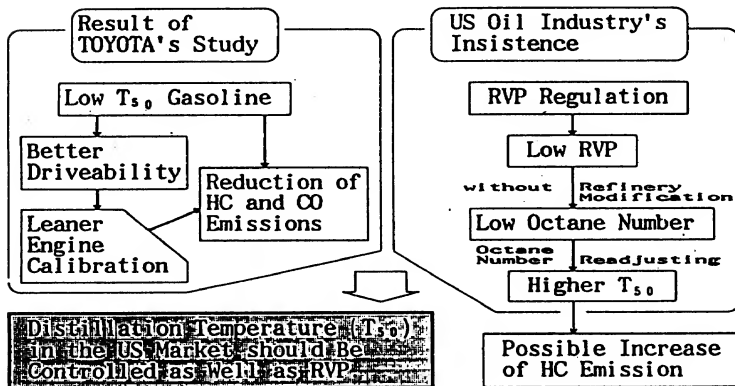 Result of
TOYOTA's Study
Low T₅₀ Gasoline
Better
Driveability
Leaner
Engine
Calibration
Reduction of
HC and CO
Emissions
US Oil Industry's
Insistence
RVP Regulation
Low RVP
without Refinery
Modification
Low Octane Number
Octane
Number Readjusting
Higher T₅₀
Possible Increase
of HC Emission
Distillation Temperature (T₅₀)
in the US Market should Be
Controlled as Well as RVP